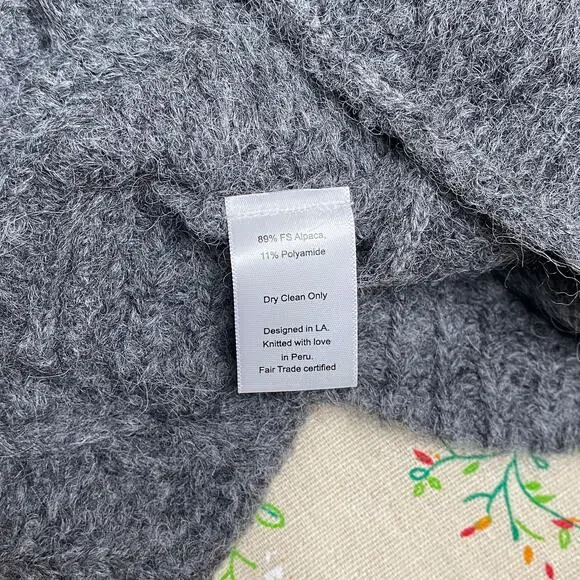 89% FS Alpaca,
11% Polyamide
Dry Clean Only
Designed in LA.
Knitted with love
in Peru.
Fair Trade certified